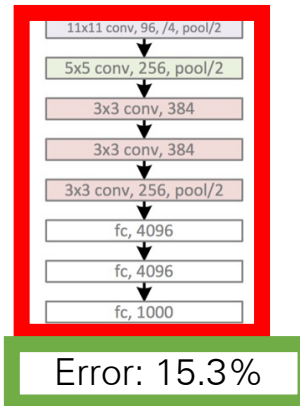 11x11 conv, 96, /4, pool/2
5x5 conv, 256, pool/2
3x3 conv, 384
3x3 conv, 384
3x3 conv, 256, pool/2
fc, 4096
fc, 4096
fc, 1000
Error: 15.3%